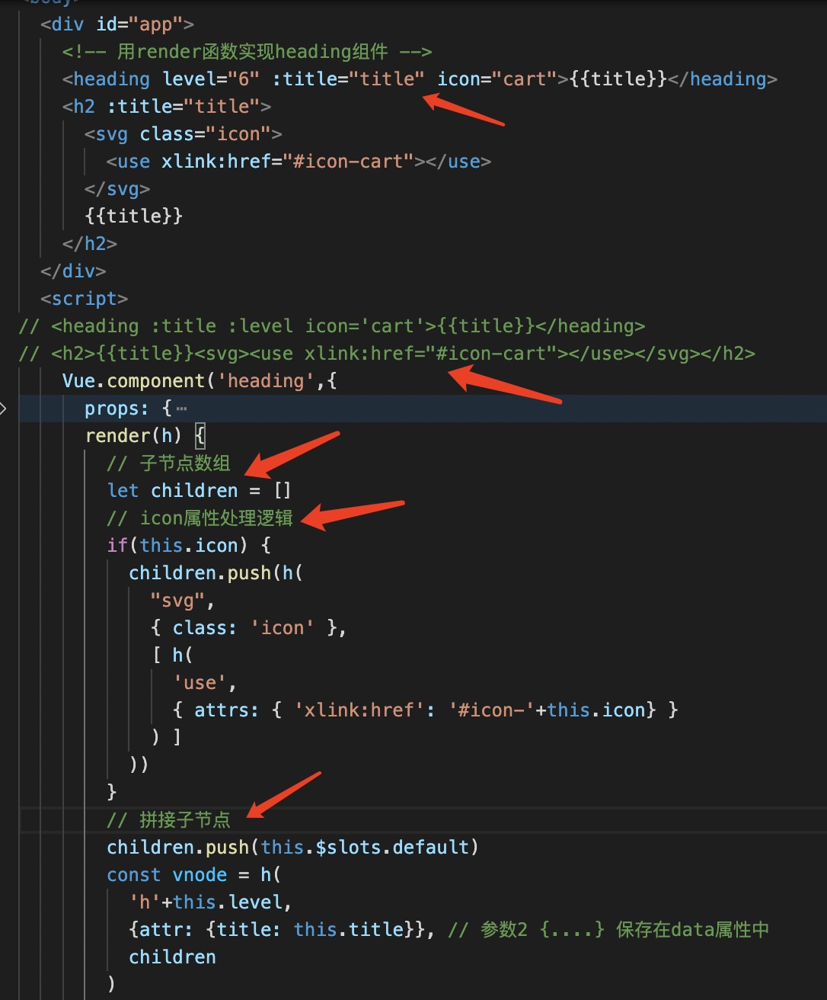 <body>
<div id="app">
<!-- 用render函数实现heading组件 -->
<heading level="6" :title="title" icon="cart">{{title}}</heading>
<h2 :title="title">
<svg class="icon">
<use xlink:href="#icon-cart"></use>
</svg>
{{title}}
</h2>
</div>
<script>
// <heading :title :level icon='cart'>{{title}}</heading>
// <h2>{{title}}<svg><use xlink:href="#icon-cart"></use></svg></h2>
Vue.component('heading',{
props: {⋯
render(h) {
// 子节点数组
let children = []
// icon属性处理逻辑
if(this.icon) {
children.push(h(
"svg",
{ class: 'icon' },
[ h(
'use',
{ attrs: { 'xlink:href': '#icon-'+this.icon} }
) ]
))
}
// 拼接子节点
children.push(this.$slots.default)
const vnode = h(
'h'+this.level,
{attr: {title: this.title}}, // 参数2 {....} 保存在data属性中
children
)